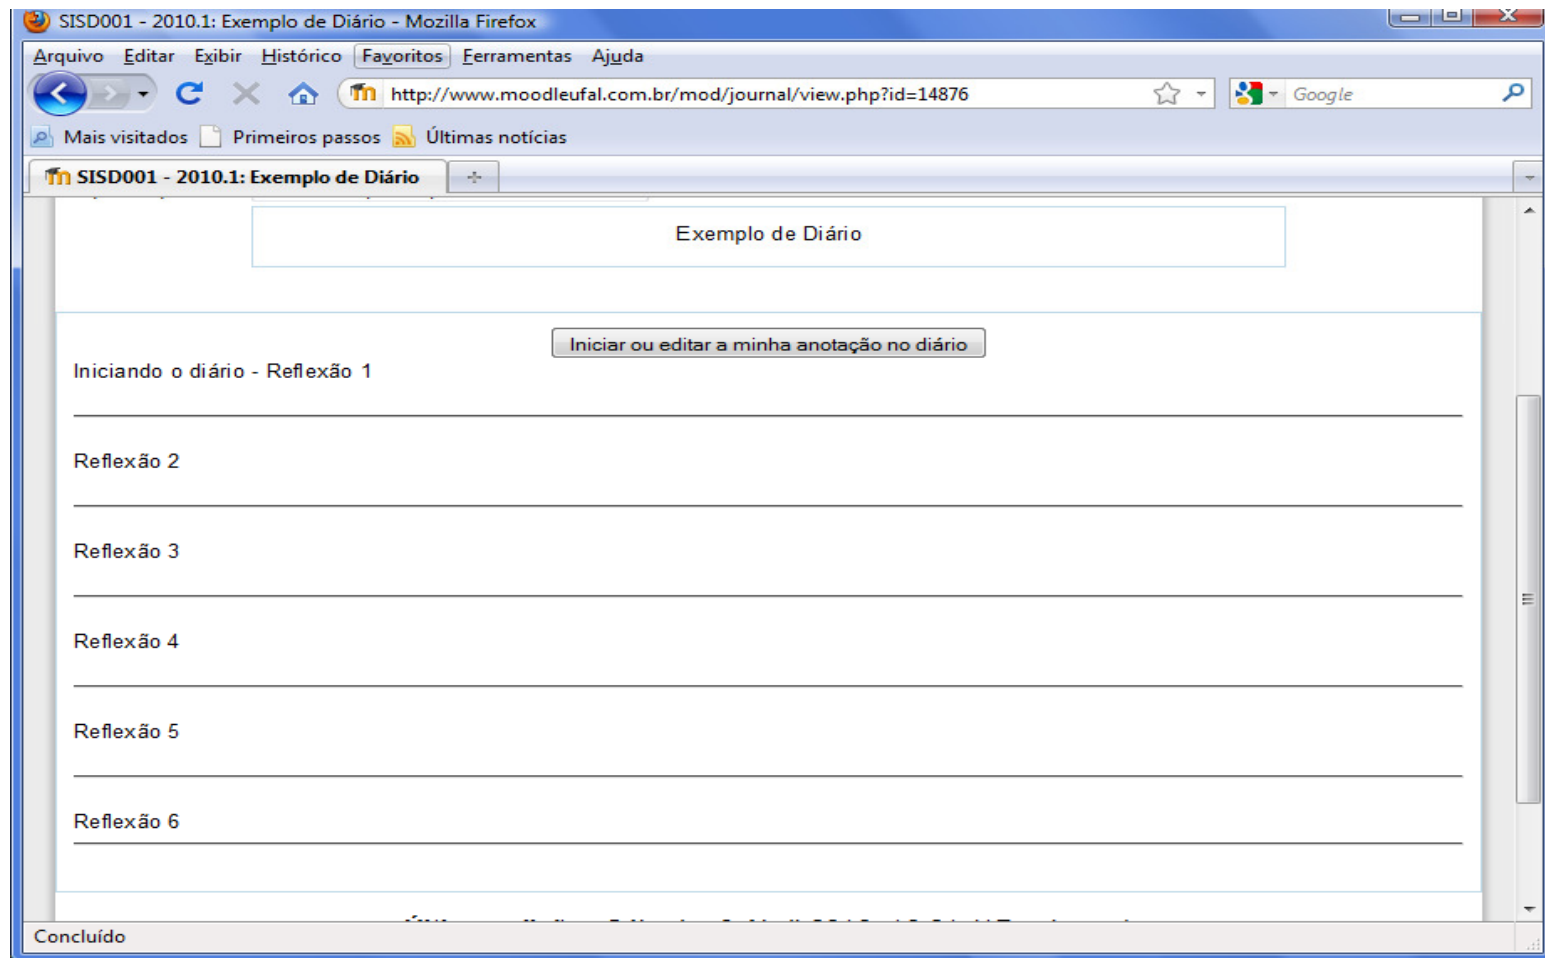 SISD001 - 2010.1: Exemplo de Diário - Mozilla Firefox
Arquivo Editar Exibir Histórico Favoritos Ferramentas Ajuda
http://www.moodleufal.com.br/mod/journal/view.php?id=14876 Google
Mais visitados Primeiros passos Últimas notícias
SISD001 - 2010.1: Exemplo de Diário
Exemplo de Diário
Iniciar ou editar a minha anotação no diário
Iniciando o diário - Reflexão 1
Reflexão 2
Reflexão 3
Reflexão 4
Reflexão 5
Reflexão 6
Concluído